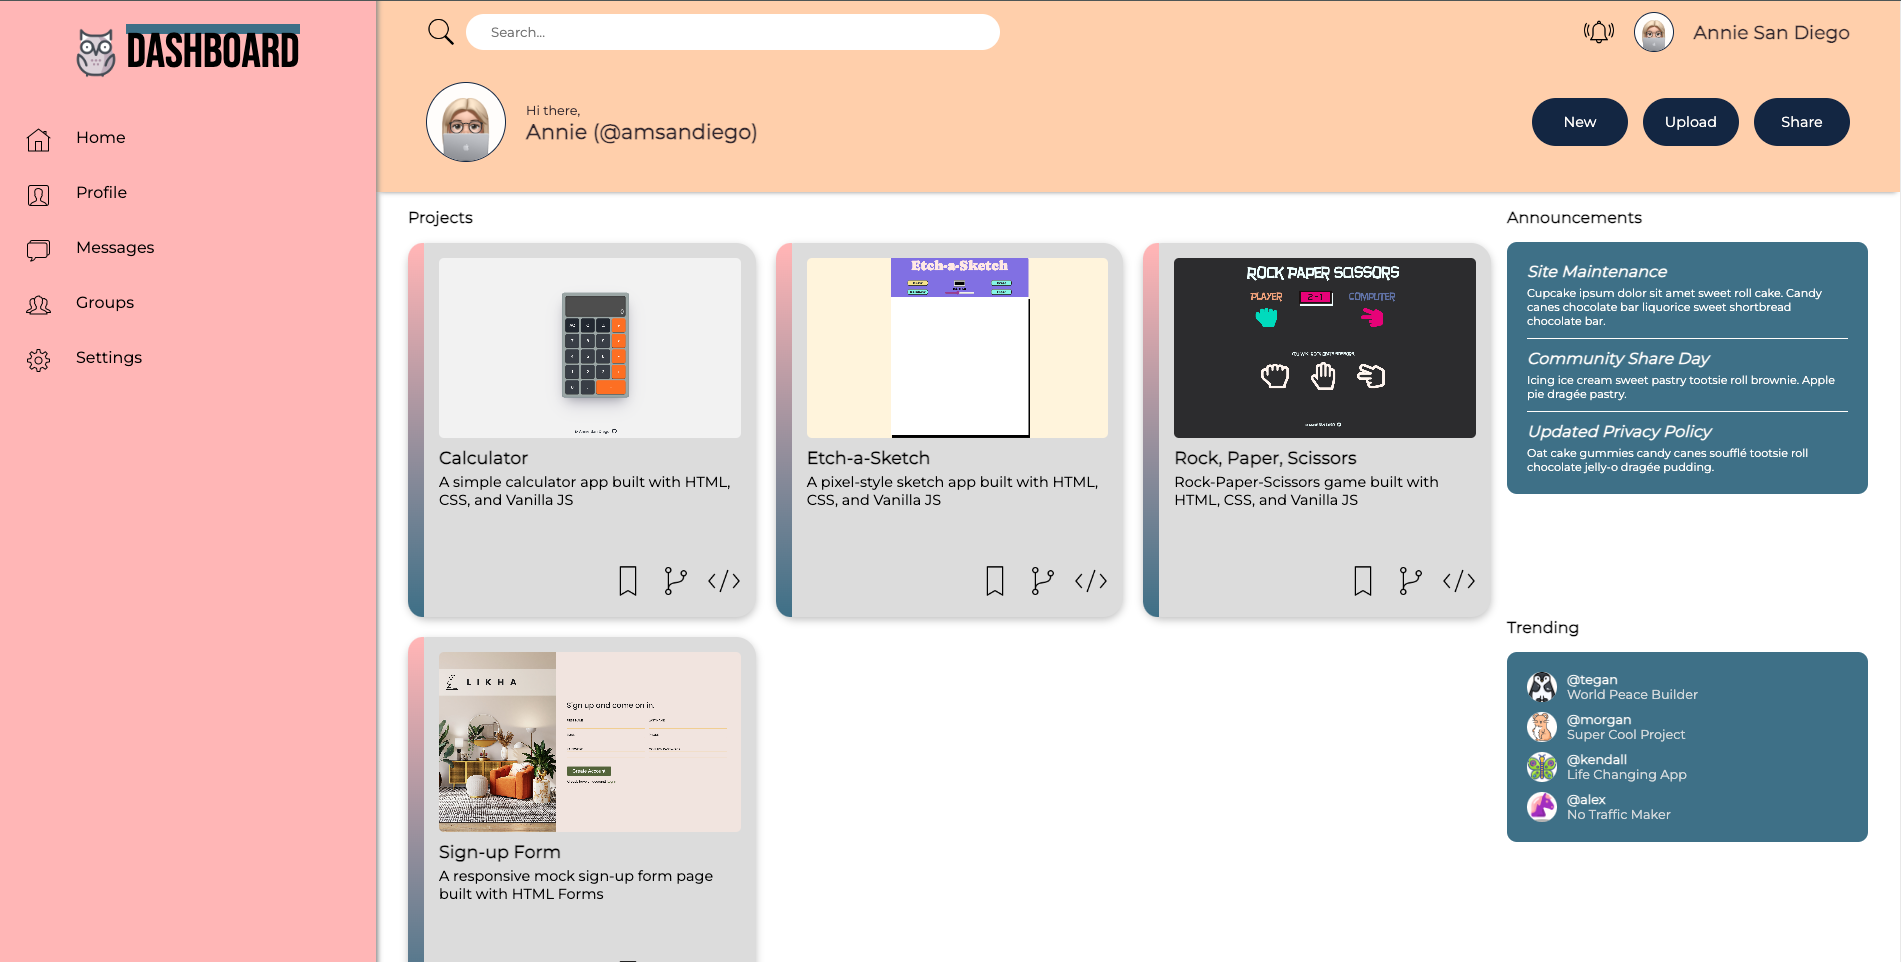 DASHBOARD
Home
Profile
Messages
Groups
Settings
Search...
Annie San Diego
Hi there,
Annie (@amsandiego)
New
Upload
Share
Projects
Calculator
A simple calculator app built with HTML,
CSS, and Vanilla JS
Etch-a-Sketch
Etch-a-Sketch
A pixel-style sketch app built with HTML,
CSS, and Vanilla JS
ROCK PAPER SCISSORS
PLAYER
2 - 1
COMPUTER
Rock, Paper, Scissors
Rock-Paper-Scissors game built with
HTML, CSS, and Vanilla JS
LIKHA
Sign up and come on in.
Create Account
Sign-up Form
A responsive mock sign-up form page
built with HTML Forms
Announcements
Site Maintenance
Cupcake ipsum dolor sit amet sweet roll cake. Candy
canes chocolate bar liquorice sweet shortbread
chocolate bar.
Community Share Day
Icing ice cream sweet pastry tootsie roll brownie. Apple
pie dragée pastry.
Updated Privacy Policy
Oat cake gummies candy canes soufflé tootsie roll
chocolate jelly-o dragée pudding.
Trending
@tegan
World Peace Builder
@morgan
Super Cool Project
@kendall
Life Changing App
@alex
No Traffic Maker